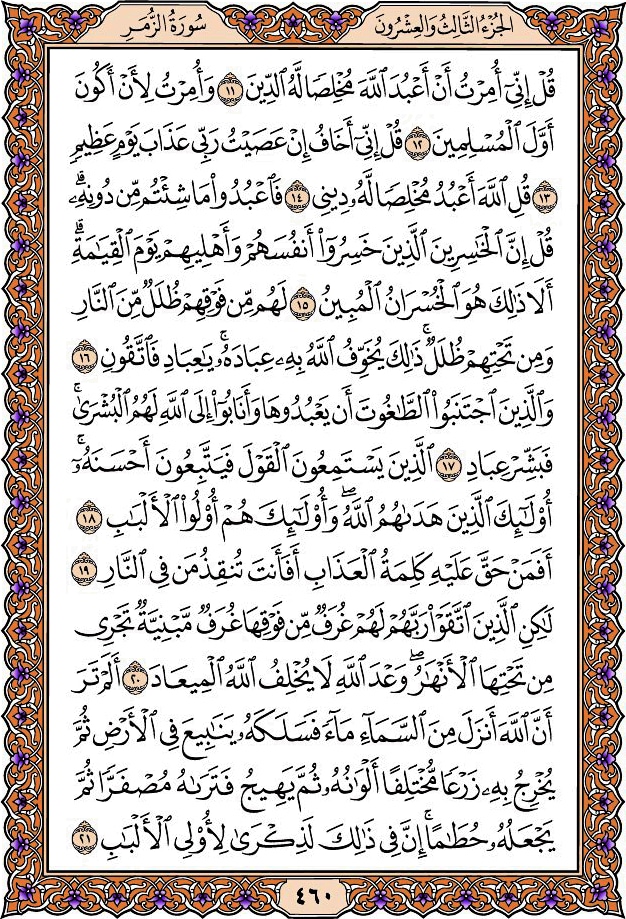 الجزء الثالث والعشرون
سورة الزمر
قُلْ إِنِّيٓ أُمِرْتُ أَنْ أَعْبُدَ ٱللَّهَ مُخْلِصًا لَّهُ ٱلدِّينَ ١١ وَأُمِرْتُ لِأَنْ أَكُونَ
أَوَّلَ ٱلْمُسْلِمِينَ ١٢ قُلْ إِنِّيٓ أَخَافُ إِنْ عَصَيْتُ رَبِّي عَذَابَ يَوْمٍ عَظِيمٍ
١٣ قُلِ ٱللَّهَ أَعْبُدُ مُخْلِصًا لَّهُۥ دِينِي ١٤ فَٱعْبُدُوا۟ مَا شِئْتُم مِّن دُونِهِۦۗ
قُلْ إِنَّ ٱلْخَٰسِرِينَ ٱلَّذِينَ خَسِرُوٓا۟ أَنفُسَهُمْ وَأَهْلِيهِمْ يَوْمَ ٱلْقِيَٰمَةِۗ
أَلَا ذَٰلِكَ هُوَ ٱلْخُسْرَانُ ٱلْمُبِينُ ١٥ لَهُم مِّن فَوْقِهِمْ ظُلَلٌ مِّنَ ٱلنَّارِ
وَمِن تَحْتِهِمْ ظُلَلٌۚ ذَٰلِكَ يُخَوِّفُ ٱللَّهُ بِهِۦ عِبَادَهُۥۚ يَٰعِبَادِ فَٱتَّقُونِ ١٦
وَٱلَّذِينَ ٱجْتَنَبُوا۟ ٱلطَّٰغُوتَ أَن يَعْبُدُوهَا وَأَنَابُوٓا۟ إِلَى ٱللَّهِ لَهُمُ ٱلْبُشْرَىٰۚ
فَبَشِّرْ عِبَادِ ١٧ ٱلَّذِينَ يَسْتَمِعُونَ ٱلْقَوْلَ فَيَتَّبِعُونَ أَحْسَنَهُۥٓۚ
أُو۟لَٰٓئِكَ ٱلَّذِينَ هَدَىٰهُمُ ٱللَّهُۖ وَأُو۟لَٰٓئِكَ هُمْ أُو۟لُوا۟ ٱلْأَلْبَٰبِ ١٨
أَفَمَنْ حَقَّ عَلَيْهِ كَلِمَةُ ٱلْعَذَابِ أَفَأَنتَ تُنقِذُ مَن فِي ٱلنَّارِ ١٩
لَٰكِنِ ٱلَّذِينَ ٱتَّقَوْا۟ رَبَّهُمْ لَهُمْ غُرَفٌ مِّن فَوْقِهَا غُرَفٌ مَّبْنِيَّةٌ تَجْرِي
مِن تَحْتِهَا ٱلْأَنْهَٰرُۖ وَعْدَ ٱللَّهِ لَا يُخْلِفُ ٱللَّهُ ٱلْمِيعَادَ ٢٠ أَلَمْ تَرَ
أَنَّ ٱللَّهَ أَنزَلَ مِنَ ٱلسَّمَآءِ مَآءً فَسَلَكَهُۥ يَنَٰبِيعَ فِي ٱلْأَرْضِ ثُمَّ
يُخْرِجُ بِهِۦ زَرْعًا مُّخْتَلِفًا أَلْوَٰنُهُۥ ثُمَّ يَهِيجُ فَتَرَىٰهُ مُصْفَرًّا ثُمَّ
يَجْعَلُهُۥ حُطَٰمًاۚ إِنَّ فِي ذَٰلِكَ لَذِكْرَىٰ لِأُو۟لِي ٱلْأَلْبَٰبِ ٢١
٤٦٠